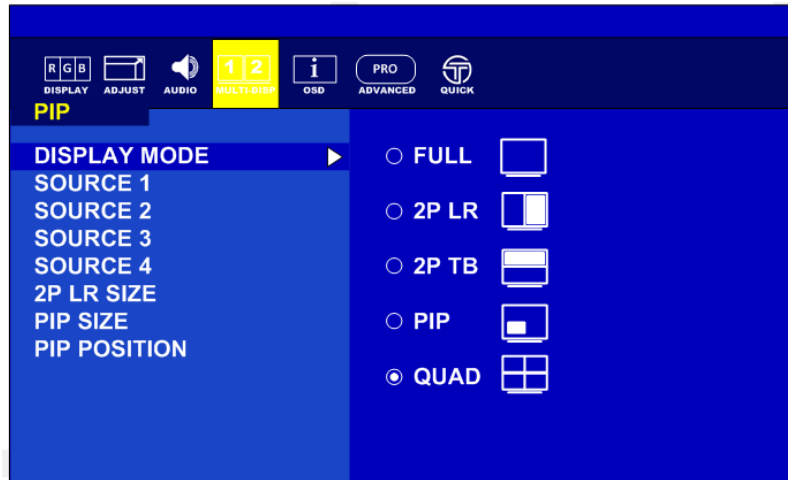 R G B
1 2
i
PRO
DISPLAY ADJUST AUDIO MULTI-DISP OSD ADVANCED QUICK
PIP
DISPLAY MODE
SOURCE 1
SOURCE 2
SOURCE 3
SOURCE 4
2P LR SIZE
PIP SIZE
PIP POSITION
FULL
2P LR
2P TB
PIP
QUAD